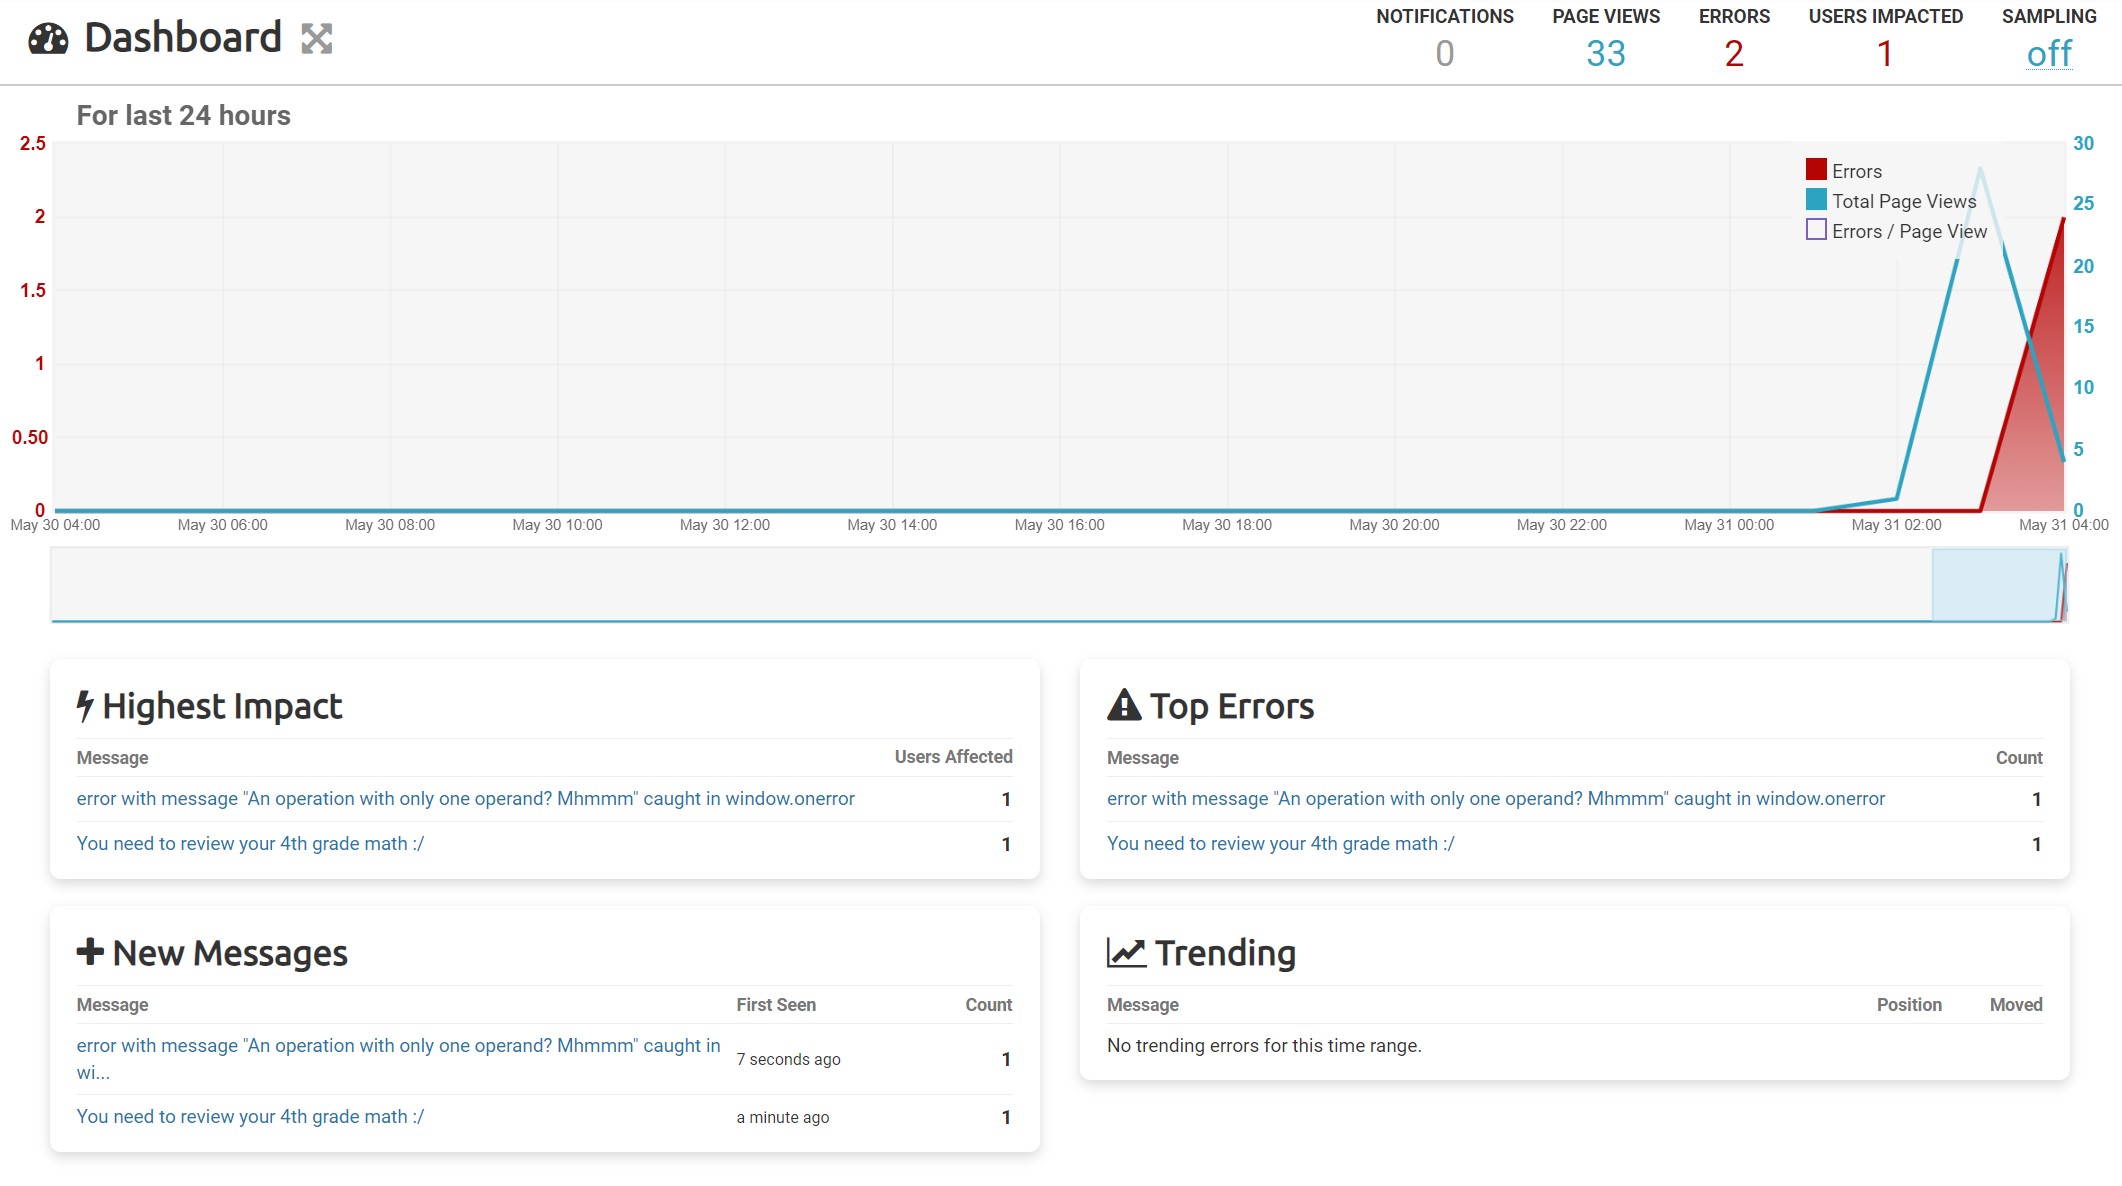 Dashboard
NOTIFICATIONS PAGE VIEWS ERRORS USERS IMPACTED SAMPLING
0 33 2 1 off
For last 24 hours
2.5
2
1.5
1
0.50
0
30
25
20
15
10
5
0
Errors
Total Page Views
Errors / Page View
May 30 04:00 May 30 06:00 May 30 08:00 May 30 10:00 May 30 12:00 May 30 14:00 May 30 16:00 May 30 18:00 May 30 20:00 May 30 22:00 May 31 00:00 May 31 02:00 May 31 04:00
Highest Impact
Message Users Affected
error with message "An operation with only one operand? Mhmmm" caught in window.onerror 1
You need to review your 4th grade math :/ 1
Top Errors
Message Count
error with message "An operation with only one operand? Mhmmm" caught in window.onerror 1
You need to review your 4th grade math :/ 1
New Messages
Message First Seen Count
error with message "An operation with only one operand? Mhmmm" caught in
wi... 7 seconds ago 1
You need to review your 4th grade math :/ a minute ago 1
Trending
Message Position Moved
No trending errors for this time range.